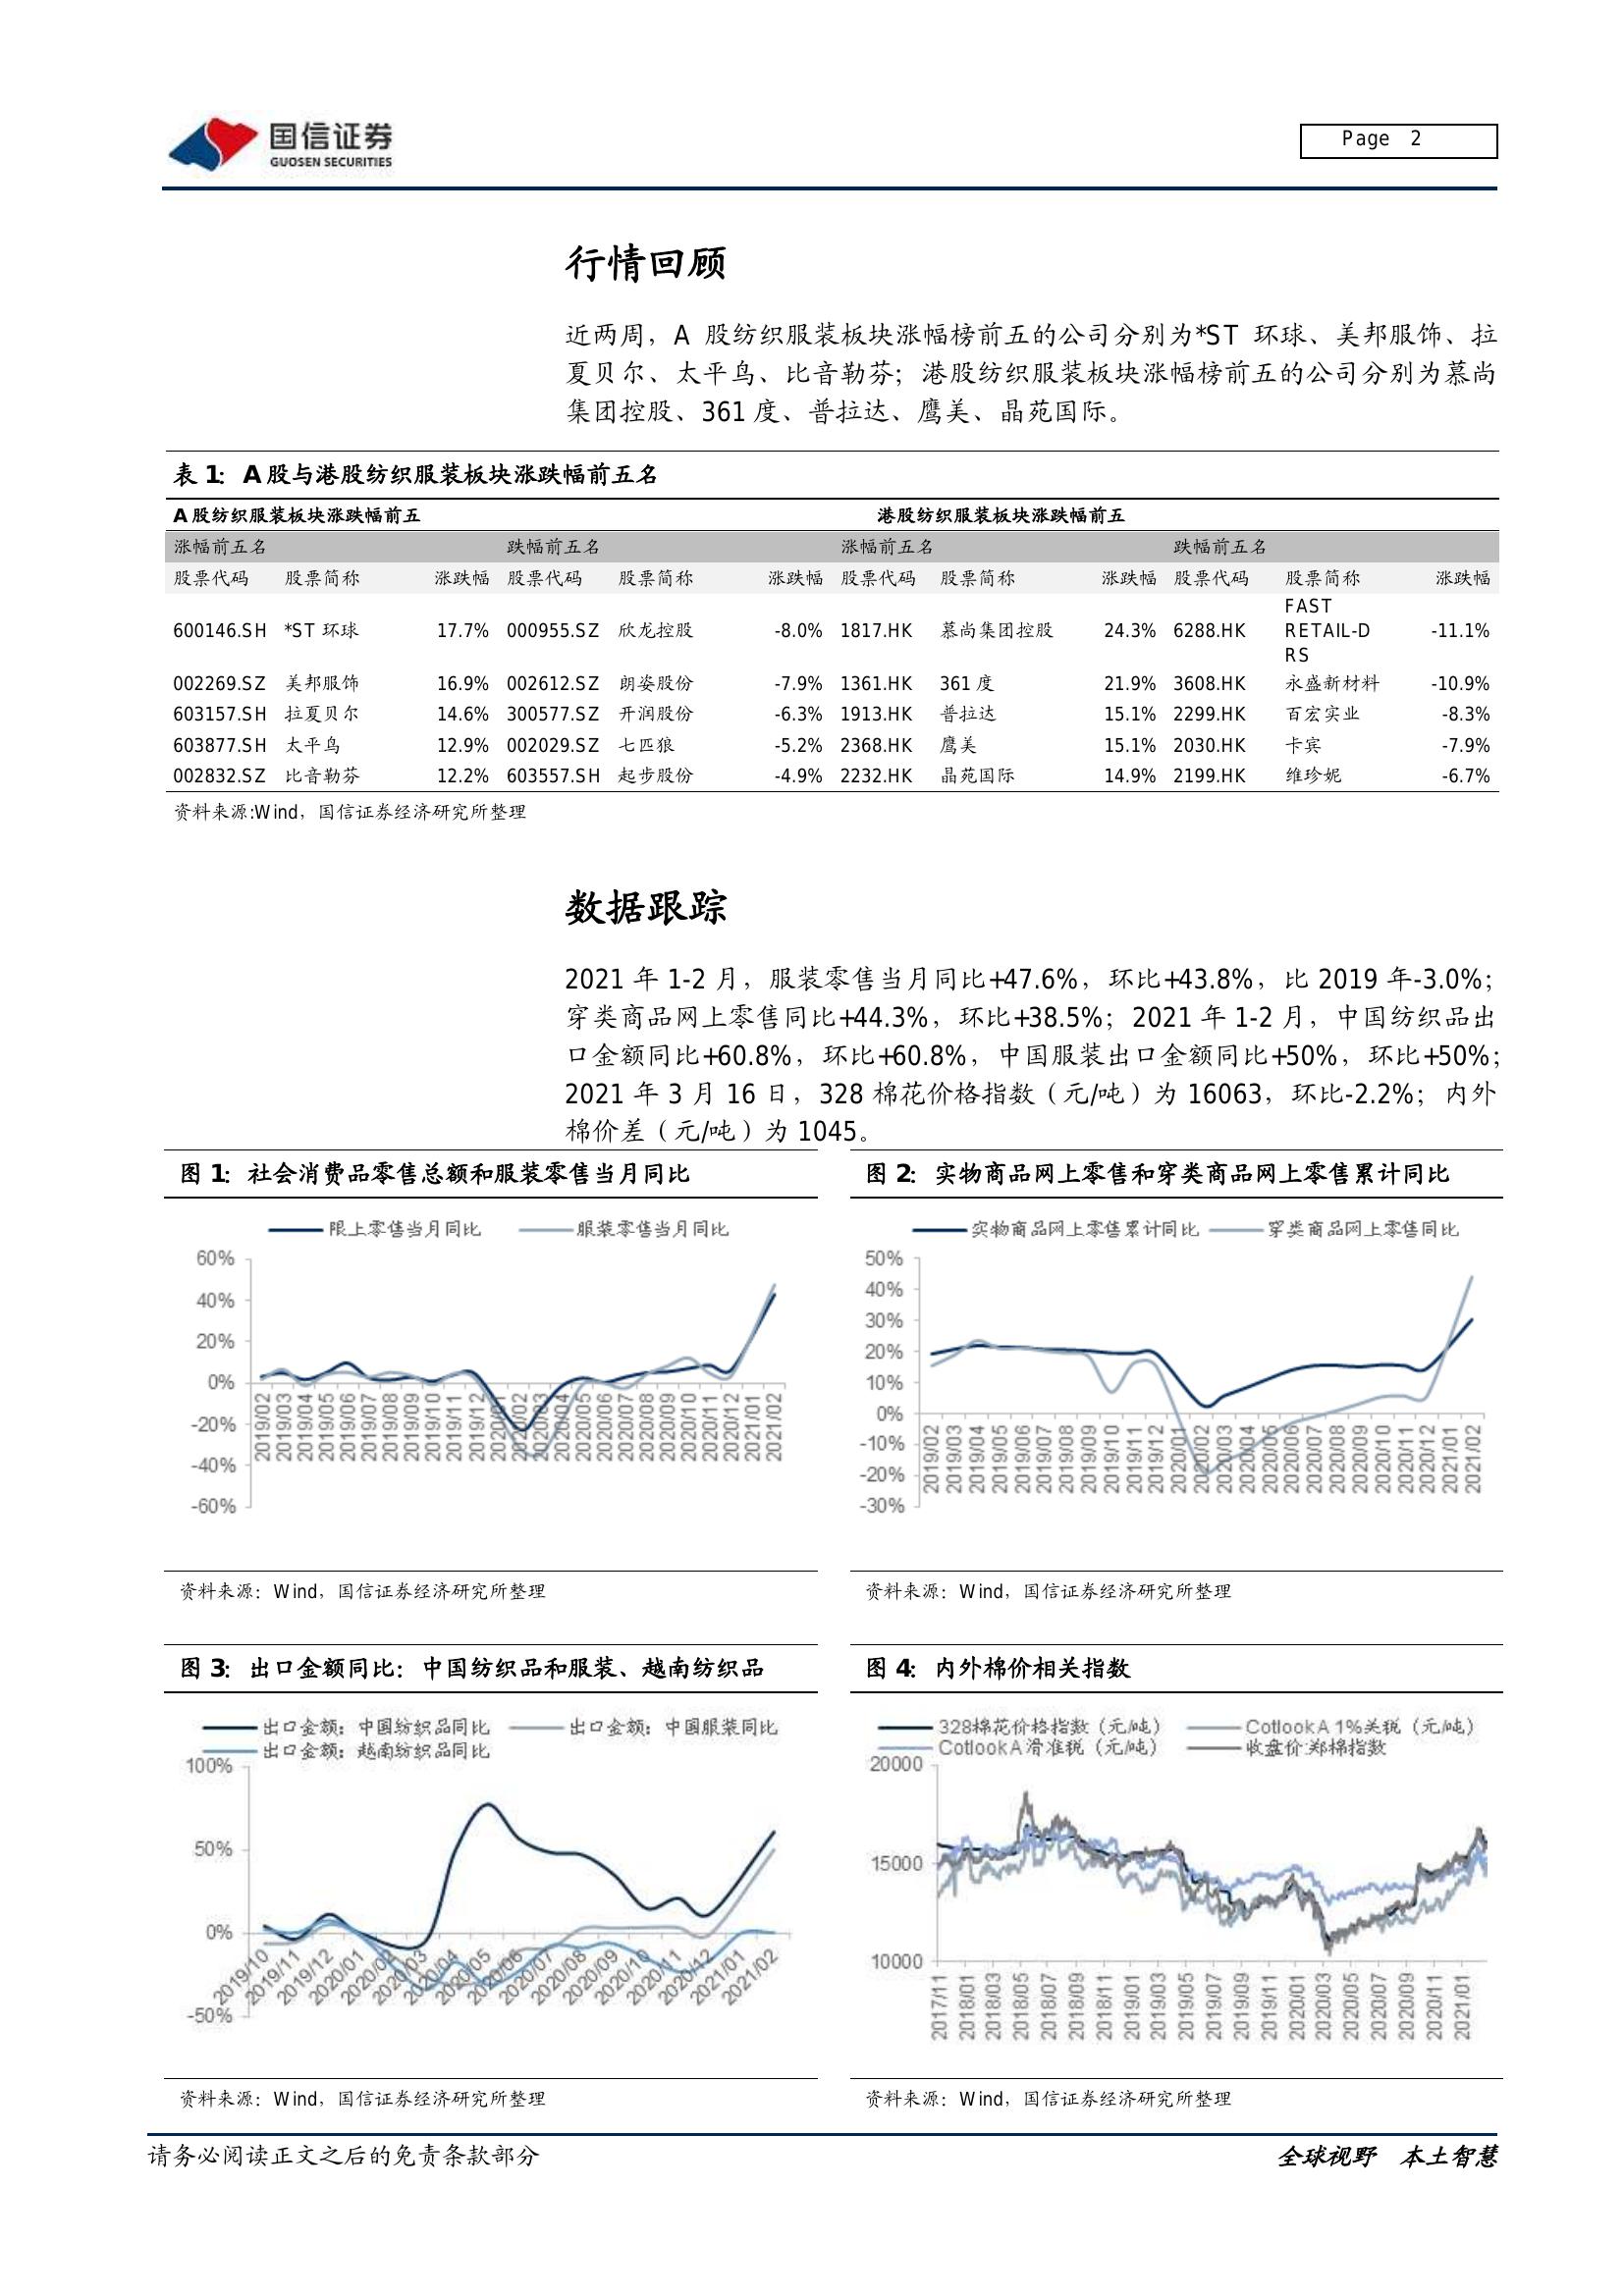 国信证券
GUOSEN SECURITIES
Page 2
行情回顾
近两周，A 股纺织服装板块涨幅榜前五的公司分别为*ST 环球、美邦服饰、拉
夏贝尔、太平鸟、比音勒芬；港股纺织服装板块涨幅榜前五的公司分别为慕尚
集团控股、361 度、普拉达、鹰美、晶苑国际。
表 1：A 股与港股纺织服装板块涨跌幅前五名
A 股纺织服装板块涨跌幅前五 港股纺织服装板块涨跌幅前五
涨幅前五名 跌幅前五名 涨幅前五名 跌幅前五名
股票代码 股票简称 涨跌幅 股票代码 股票简称 涨跌幅 股票代码 股票简称 涨跌幅 股票代码 股票简称 涨跌幅
600146.SH *ST 环球 17.7% 000955.SZ 欣龙控股 -8.0% 1817.HK 慕尚集团控股 24.3% 6288.HK FAST RETAIL-D RS -11.1%
002269.SZ 美邦服饰 16.9% 002612.SZ 朗姿股份 -7.9% 1361.HK 361 度 21.9% 3608.HK 永盛新材料 -10.9%
603157.SH 拉夏贝尔 14.6% 300577.SZ 开润股份 -6.3% 1913.HK 普拉达 15.1% 2299.HK 百宏实业 -8.3%
603877.SH 太平鸟 12.9% 002029.SZ 七匹狼 -5.2% 2368.HK 鹰美 15.1% 2030.HK 卡宾 -7.9%
002832.SZ 比音勒芬 12.2% 603557.SH 起步股份 -4.9% 2232.HK 晶苑国际 14.9% 2199.HK 维珍妮 -6.7%
资料来源:Wind，国信证券经济研究所整理
数据跟踪
2021 年 1-2 月，服装零售当月同比+47.6%，环比+43.8%，比 2019 年-3.0%；
穿类商品网上零售同比+44.3%，环比+38.5%；2021 年 1-2 月，中国纺织品出
口金额同比+60.8%，环比+60.8%，中国服装出口金额同比+50%，环比+50%；
2021 年 3 月 16 日，328 棉花价格指数（元/吨）为 16063，环比-2.2%；内外
棉价差（元/吨）为 1045。
图 1：社会消费品零售总额和服装零售当月同比
限上零售当月同比 服装零售当月同比
60%
40%
20%
0%
-20%
-40%
-60%
2019/02 2019/03 2019/04 2019/05 2019/06 2019/07 2019/08 2019/09 2019/10 2019/11 2019/12 2020/01 2020/02 2020/03 2020/04 2020/05 2020/06 2020/07 2020/08 2020/09 2020/10 2020/11 2020/12 2021/01 2021/02
资料来源：Wind，国信证券经济研究所整理
图 2：实物商品网上零售和穿类商品网上零售累计同比
实物商品网上零售累计同比 穿类商品网上零售同比
50%
40%
30%
20%
10%
0%
-10%
-20%
-30%
2019/02 2019/03 2019/04 2019/05 2019/06 2019/07 2019/08 2019/09 2019/10 2019/11 2019/12 2020/01 2020/02 2020/03 2020/04 2020/05 2020/06 2020/07 2020/08 2020/09 2020/10 2020/11 2020/12 2021/01 2021/02
资料来源：Wind，国信证券经济研究所整理
图 3：出口金额同比：中国纺织品和服装、越南纺织品
出口金额：中国纺织品同比 出口金额：中国服装同比
出口金额：越南纺织品同比
100%
50%
0%
-50%
2019/10 2019/11 2019/12 2020/01 2020/02 2020/03 2020/04 2020/05 2020/06 2020/07 2020/08 2020/09 2020/10 2020/11 2020/12 2021/01 2021/02
资料来源：Wind，国信证券经济研究所整理
图 4：内外棉价相关指数
328棉花价格指数（元/吨） CotlookA 1%关税（元/吨）
CotlookA 滑准税（元/吨） 收盘价:郑棉指数
20000
15000
10000
2017/11 2018/01 2018/03 2018/05 2018/07 2018/09 2018/11 2019/01 2019/03 2019/05 2019/07 2019/09 2019/11 2020/01 2020/03 2020/05 2020/07 2020/09 2020/11 2021/01
资料来源：Wind，国信证券经济研究所整理
请务必阅读正文之后的免责条款部分
全球视野 本土智慧